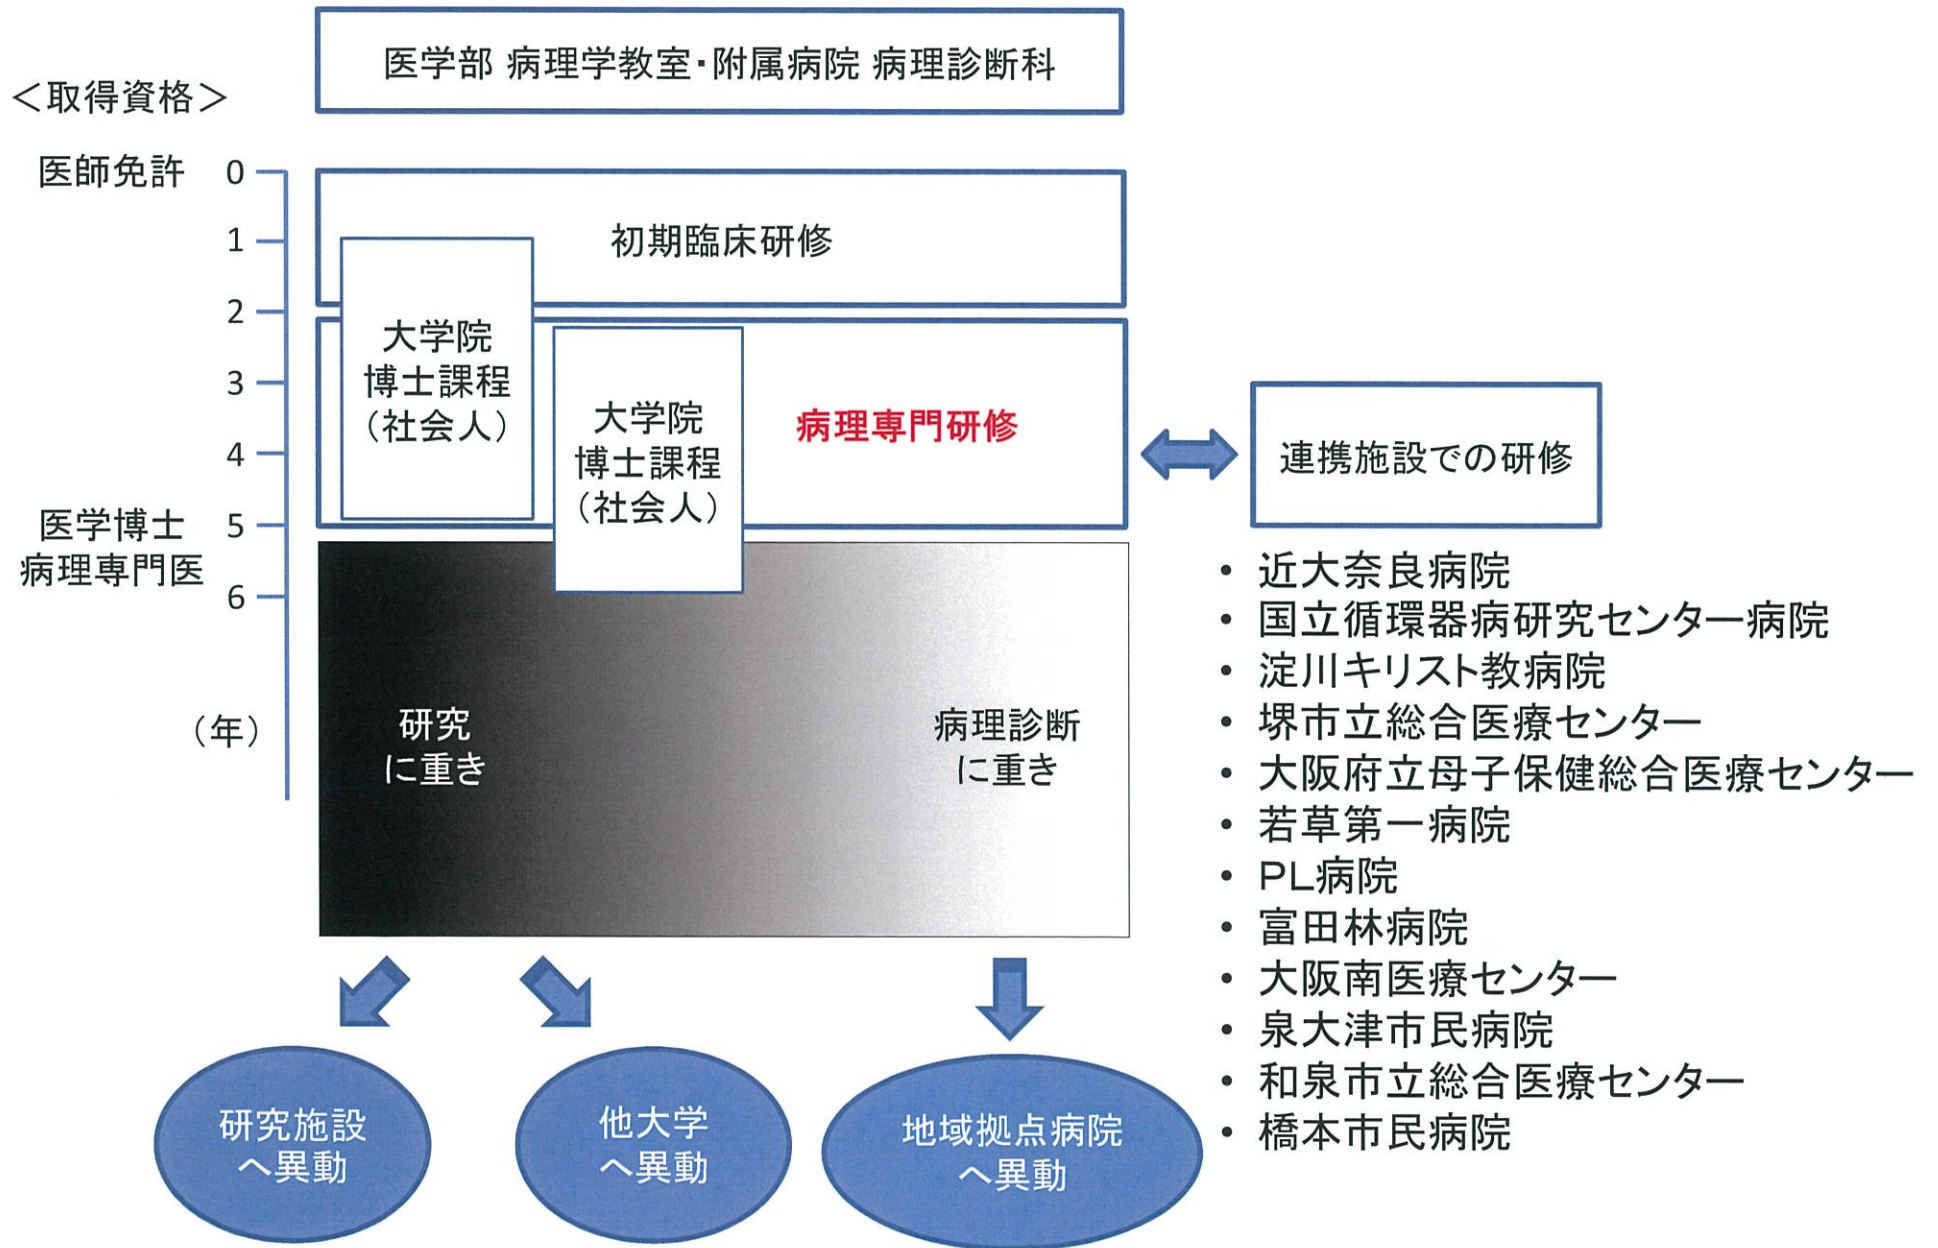 医学部 病理学教室・附属病院 病理診断科
＜取得資格＞
医師免許
0
1
2
3
4
5
6
医学博士
病理専門医
（年）
初期臨床研修
大学院
博士課程
（社会人）
大学院
博士課程
（社会人）
病理専門研修
連携施設での研修
研究
に重き
病理診断
に重き
• 近大奈良病院
• 国立循環器病研究センター病院
• 淀川キリスト教病院
• 堺市立総合医療センター
• 大阪府立母子保健総合医療センター
• 若草第一病院
• PL病院
• 富田林病院
• 大阪南医療センター
• 泉大津市民病院
• 和泉市立総合医療センター
• 橋本市民病院
研究施設
へ異動
他大学
へ異動
地域拠点病院
へ異動